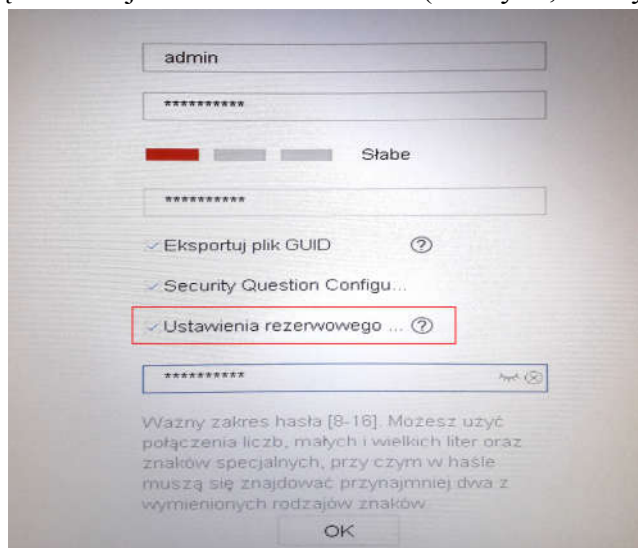 admin
**********
Słabe
**********
Eksportuj plik GUID ?
Security Question Configu...
Ustawienia rezerwowego ... ?
**********
Ważny zakres hasła [8-16]. Możesz użyć
połączenia liczb, małych i wielkich liter oraz
znaków specjalnych, przy czym w haśle
muszą się znajdować przynajmniej dwa z
wymienionych rodzajów znaków
OK